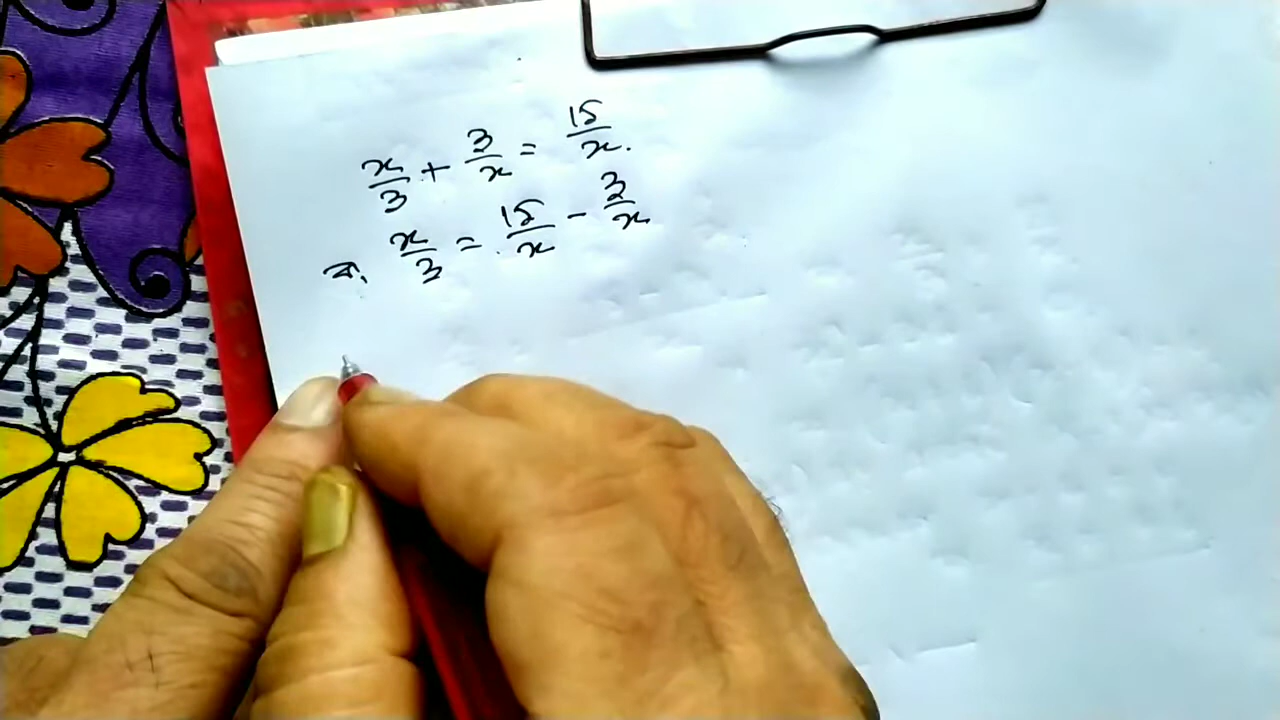 x/3 + 3/x = 15/x.
বা, x/3 = 15/x - 3/x